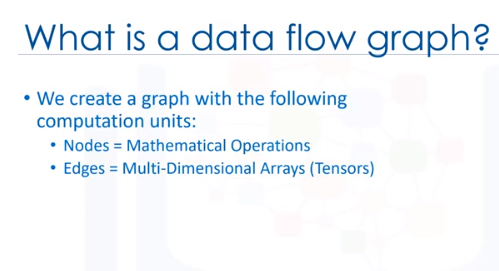 What is a data flow graph?
• We create a graph with the following
computation units:
• Nodes = Mathematical Operations
• Edges = Multi-Dimensional Arrays (Tensors)